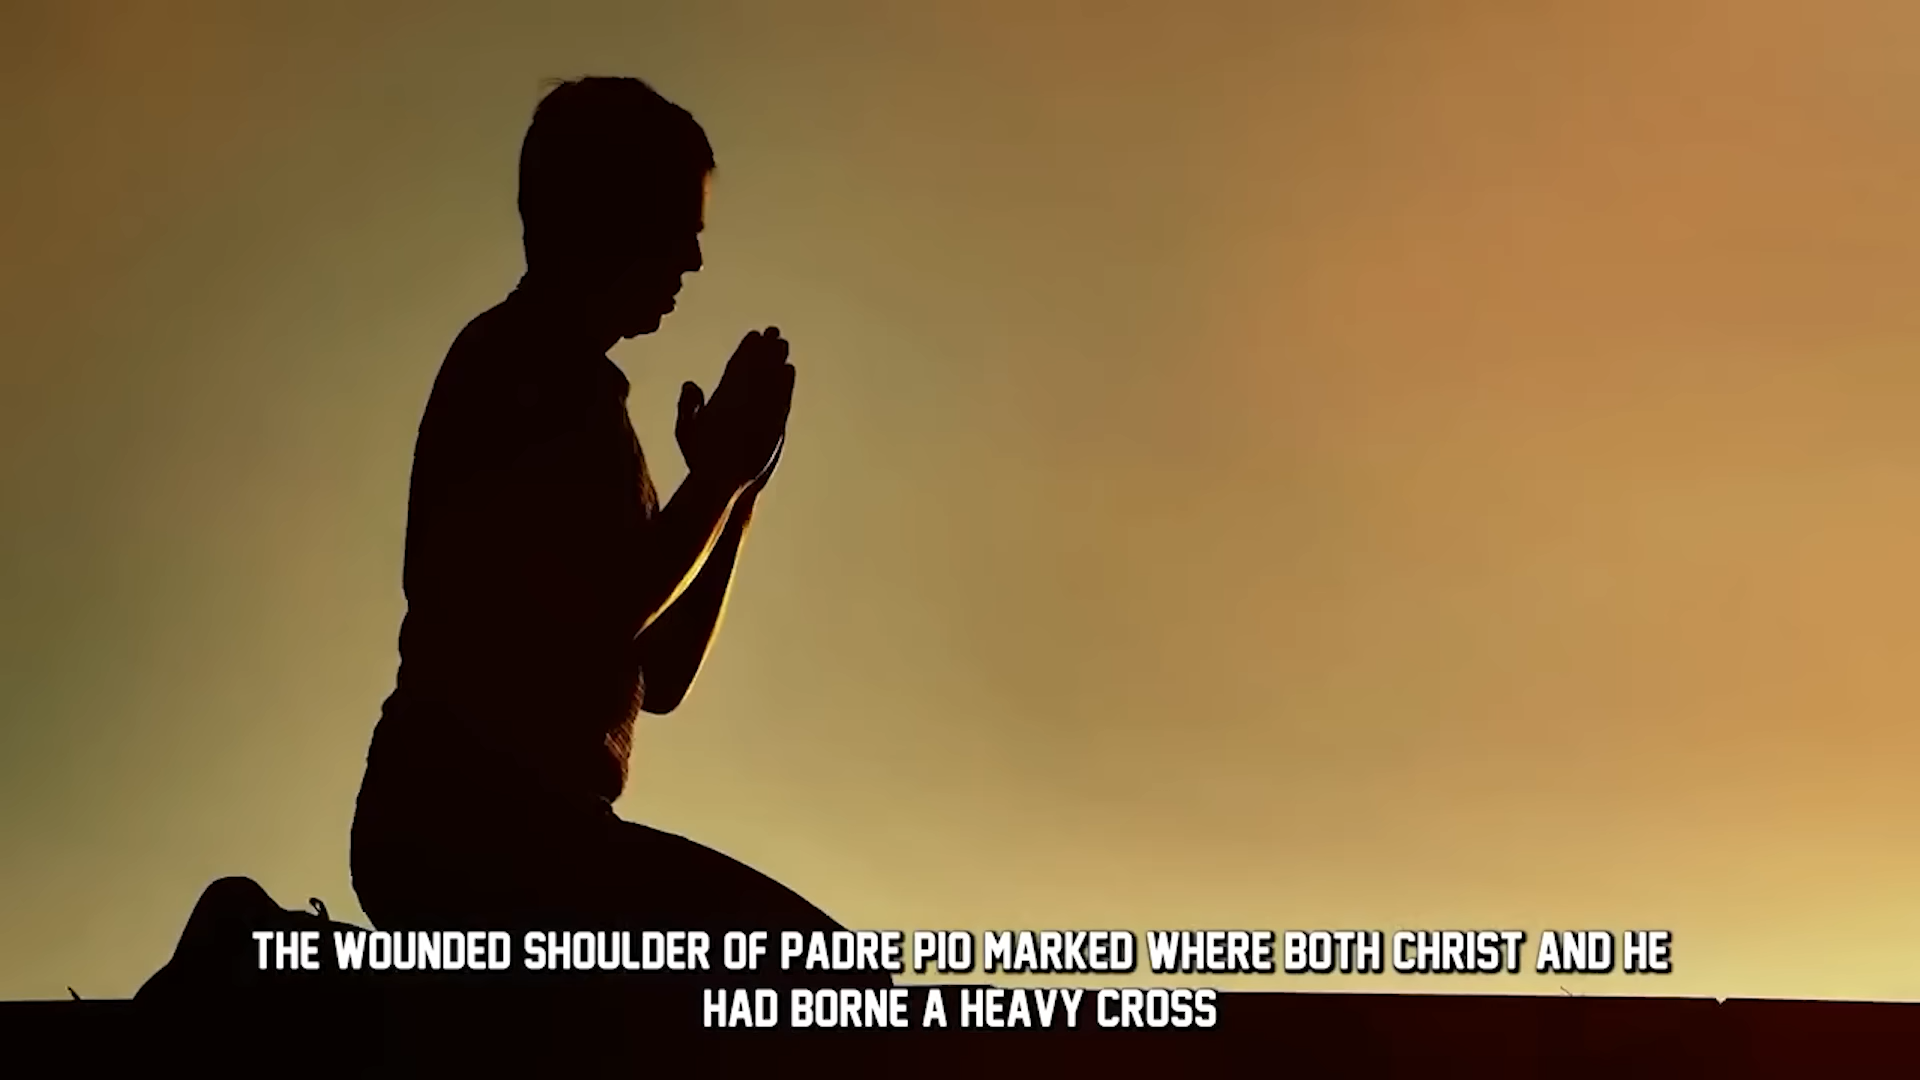 THE WOUNDED SHOULDER OF PADRE PIO MARKED WHERE BOTH CHRIST AND HE
HAD BORNE A HEAVY CROSS